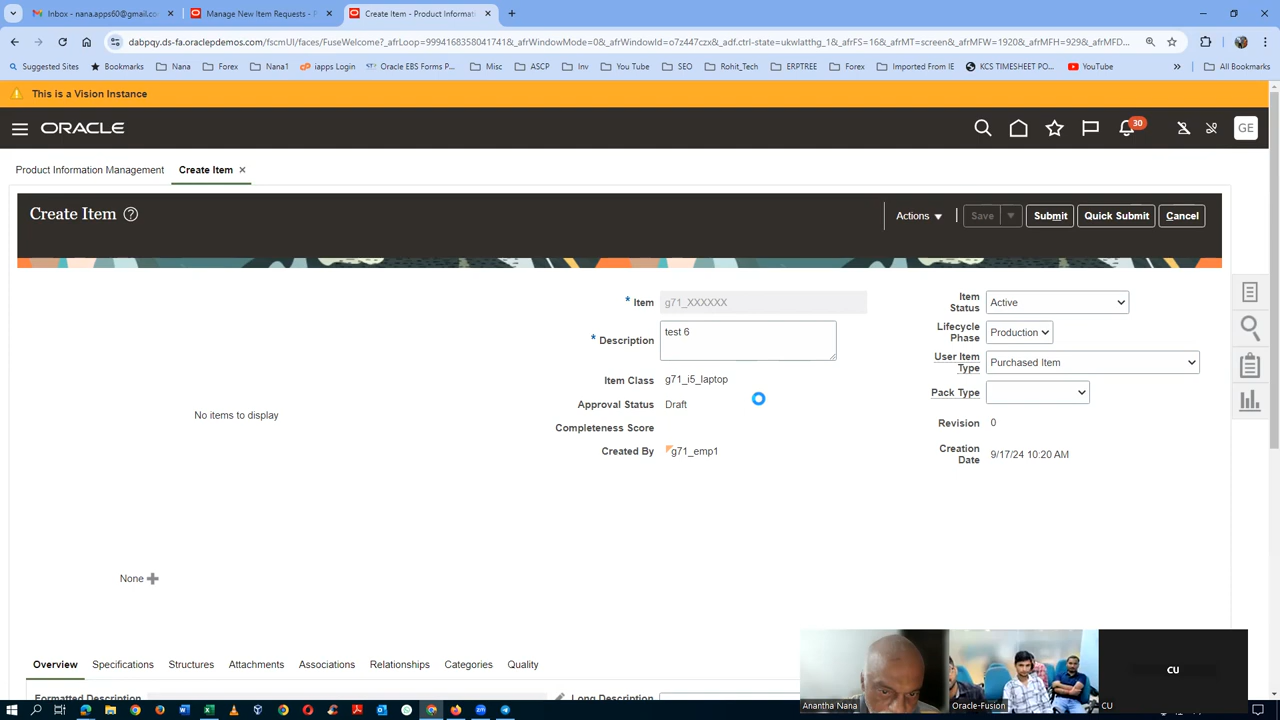 Inbox - nana.apps60@gmail.co
Manage New Item Requests - P
Create Item - Product Informat
dabpqy.ds-fa.oraclepdemos.com/fscmUI/faces/FuseWelcome?_afrLoop=9994168358041741&_afrWindowMode=0&_afrWindowId=o7z447czx&_adf.ctrl-state=ukwlatthg_1&_afrFS=16&_afrMT=screen&_afrMFW=1920&_afrMFH=929&_afrMFD...
Suggested Sites
Bookmarks
Nana
Forex
Nana1
iapps Login
Oracle EBS Forms P...
Misc
ASCP
Inv
You Tube
SEO
Rohit_Tech
ERPTREE
Forex
Imported From IE
KCS TIMESHEET PO...
YouTube
All Bookmarks
This is a Vision Instance
ORACLE
30
GE
Product Information Management
Create Item
Create Item
Actions
Save
Submit
Quick Submit
Cancel
Item g71_XXXXXX
Description test 6
Item Class g71_i5_laptop
Approval Status Draft
Completeness Score
Created By g71_emp1
Item Status Active
Lifecycle Phase Production
User Item Type Purchased Item
Pack Type
Revision 0
Creation Date 9/17/24 10:20 AM
No items to display
None
Overview
Specifications
Structures
Attachments
Associations
Relationships
Categories
Quality
Formatted Description
Long Description
Anantha Nana
Oracle-Fusion
CU
CU